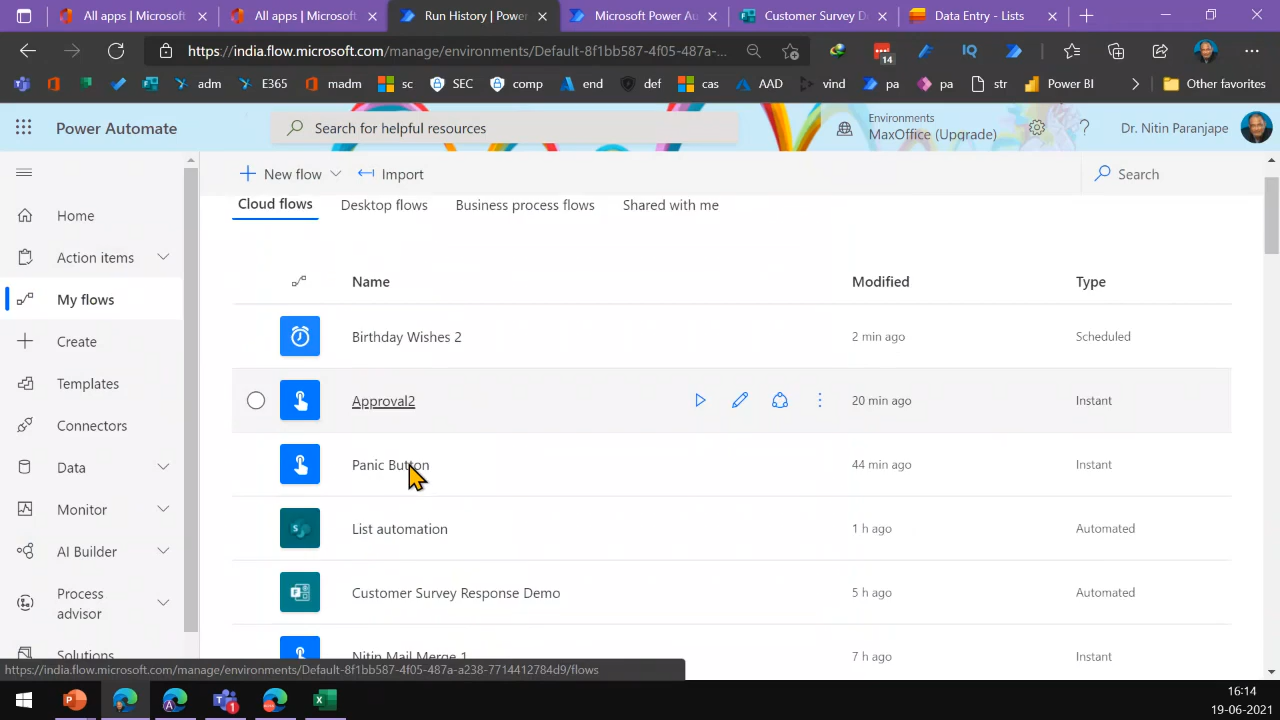 All apps | Microsoft
All apps | Microsoft
Run History | Power
Microsoft Power Au
Customer Survey D
Data Entry - Lists
https://india.flow.microsoft.com/manage/environments/Default-8f1bb587-4f05-487a-...
14
IQ
adm
E365
madm
sc
SEC
comp
end
def
cas
AAD
vind
pa
pa
str
Power BI
Other favorites
Power Automate
Search for helpful resources
Environments
MaxOffice (Upgrade)
Dr. Nitin Paranjape
New flow
Import
Search
Cloud flows
Desktop flows
Business process flows
Shared with me
Home
Action items
My flows
Create
Templates
Connectors
Data
Monitor
AI Builder
Process
advisor
Solutions
Name
Modified
Type
Birthday Wishes 2
2 min ago
Scheduled
Approval2
20 min ago
Instant
Panic Button
44 min ago
Instant
List automation
1 h ago
Automated
Customer Survey Response Demo
5 h ago
Automated
Nitin Mail Merge 1
7 h ago
Instant
https://india.flow.microsoft.com/manage/environments/Default-8f1bb587-4f05-487a-a238-7714412784d9/flows
1
16:14
19-06-2021